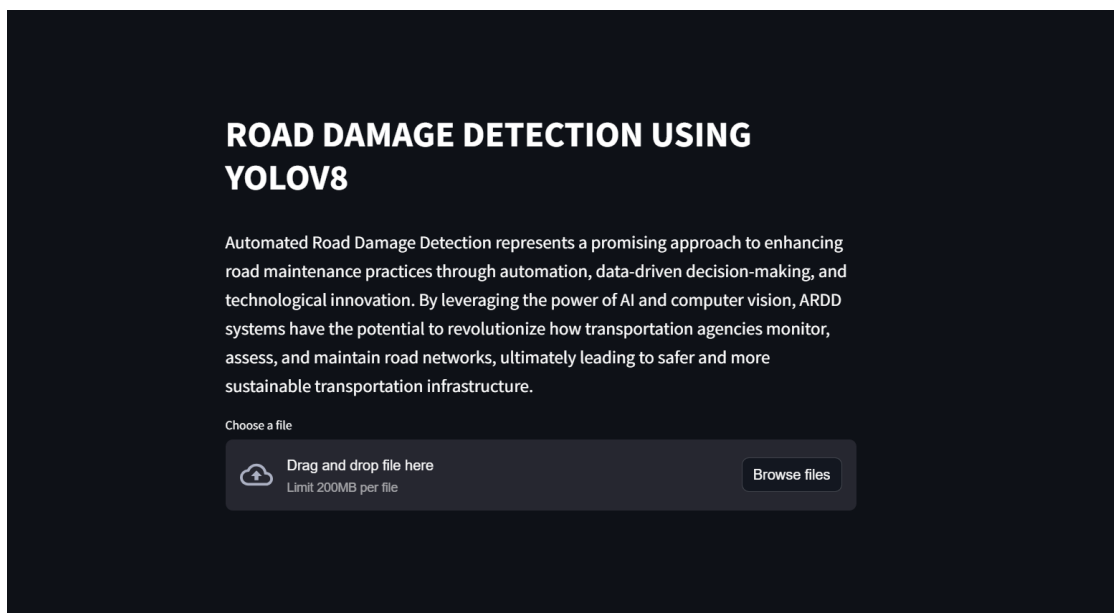 ROAD DAMAGE DETECTION USING
YOLOV8
Automated Road Damage Detection represents a promising approach to enhancing
road maintenance practices through automation, data-driven decision-making, and
technological innovation. By leveraging the power of AI and computer vision, ARDD
systems have the potential to revolutionize how transportation agencies monitor,
assess, and maintain road networks, ultimately leading to safer and more
sustainable transportation infrastructure.
Choose a file
Drag and drop file here
Limit 200MB per file
Browse files